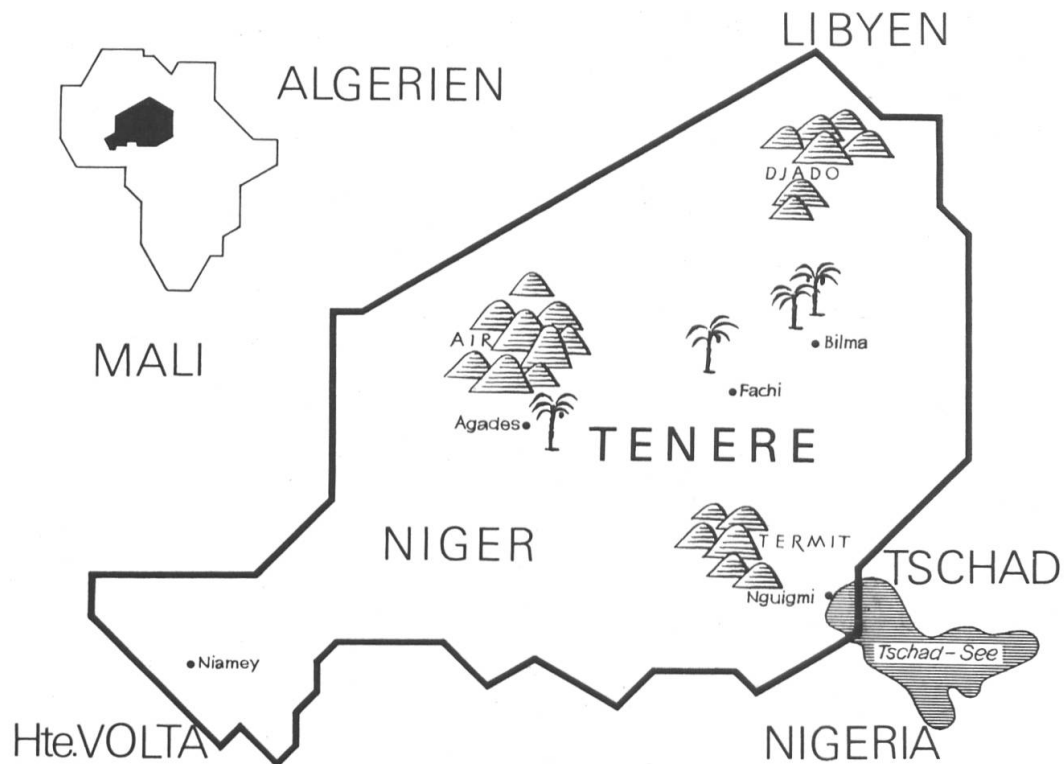 LIBYEN
ALGERIEN
DJADO
MALI
AIR
Bilma
Fachi
Agades
TENERE
NIGER
TERMIT
TSCHAD
Nguigmi
Niamey
Tschad-See
Hte.VOLTA
NIGERIA